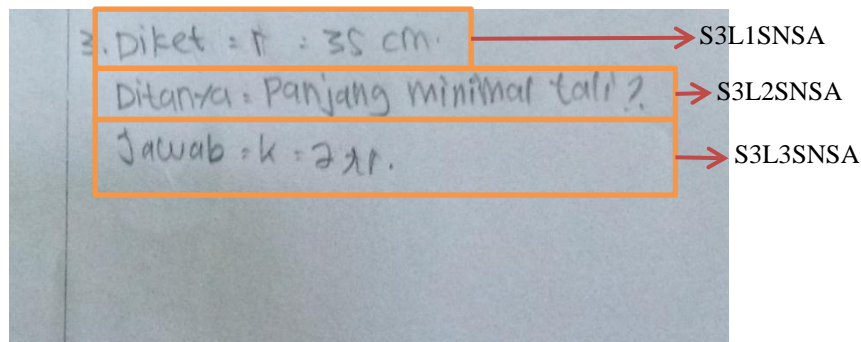 3. Diket = r = 35 cm. S3L1SNSA
Ditanya = Panjang minimal tali? S3L2SNSA
Jawab = k = 2πr. S3L3SNSA